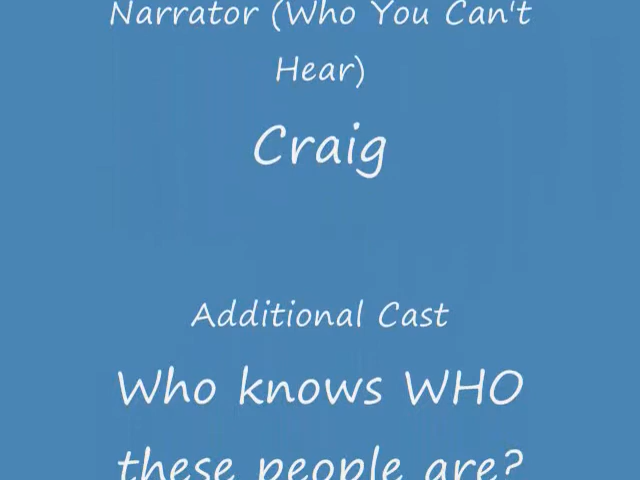 Narrator (Who You Can't
Hear)
Craig
Additional Cast
Who knows WHO
these people are?